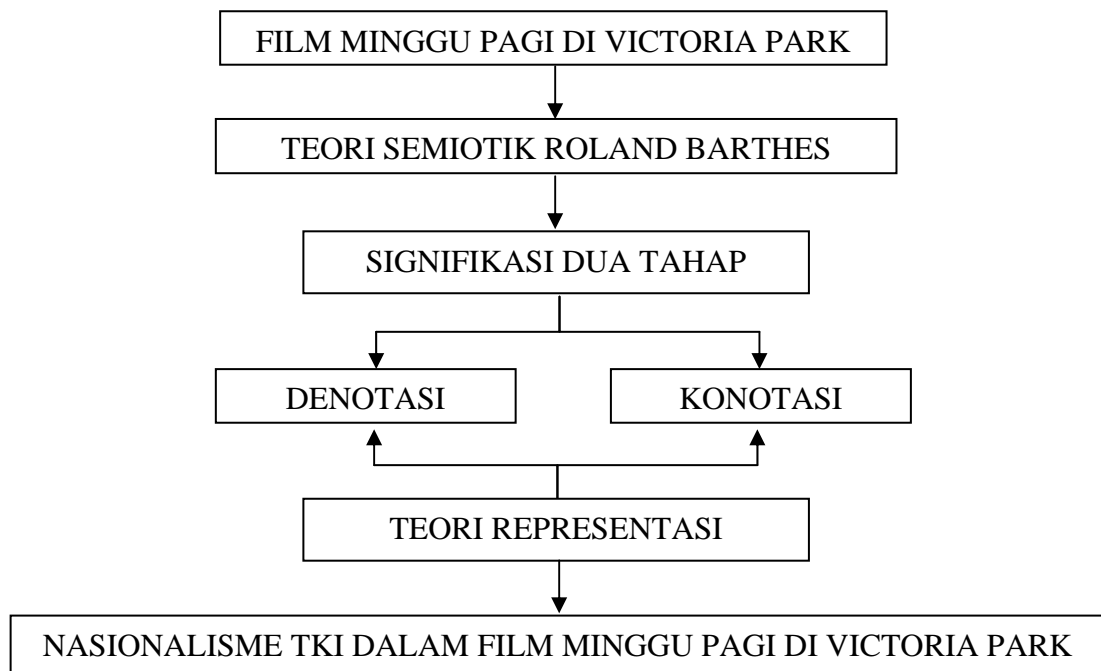 FILM MINGGU PAGI DI VICTORIA PARK
TEORI SEMIOTIK ROLAND BARTHES
SIGNIFIKASI DUA TAHAP
DENOTASI
KONOTASI
TEORI REPRESENTASI
NASIONALISME TKI DALAM FILM MINGGU PAGI DI VICTORIA PARK